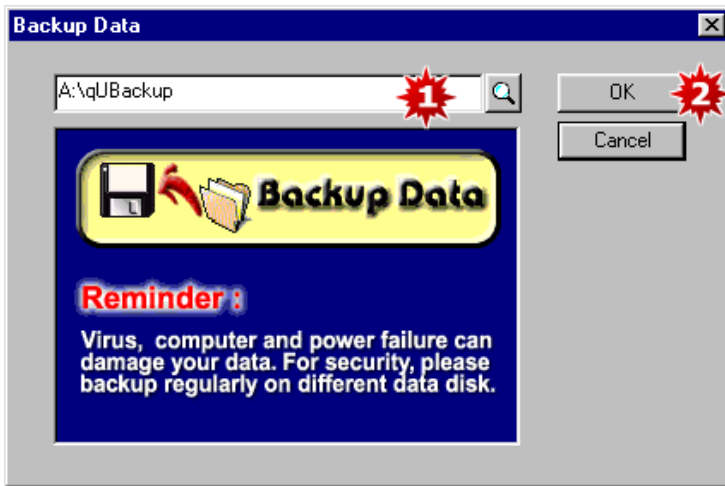 Backup Data
A:\qUBackup
1
OK
2
Cancel
Backup Data
Reminder :
Virus, computer and power failure can
damage your data. For security, please
backup regularly on different data disk.